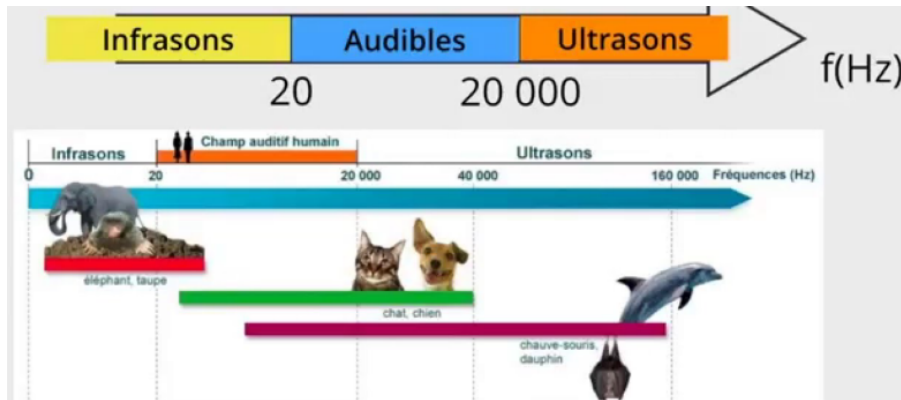 Infrasons Audibles Ultrasons
20 20 000 f(Hz)
Infrasons Champ auditif humain Ultrasons
0 20 20 000 40 000 160 000 Fréquences (Hz)
éléphant, taupe
chat, chien
chauve-souris,
dauphin